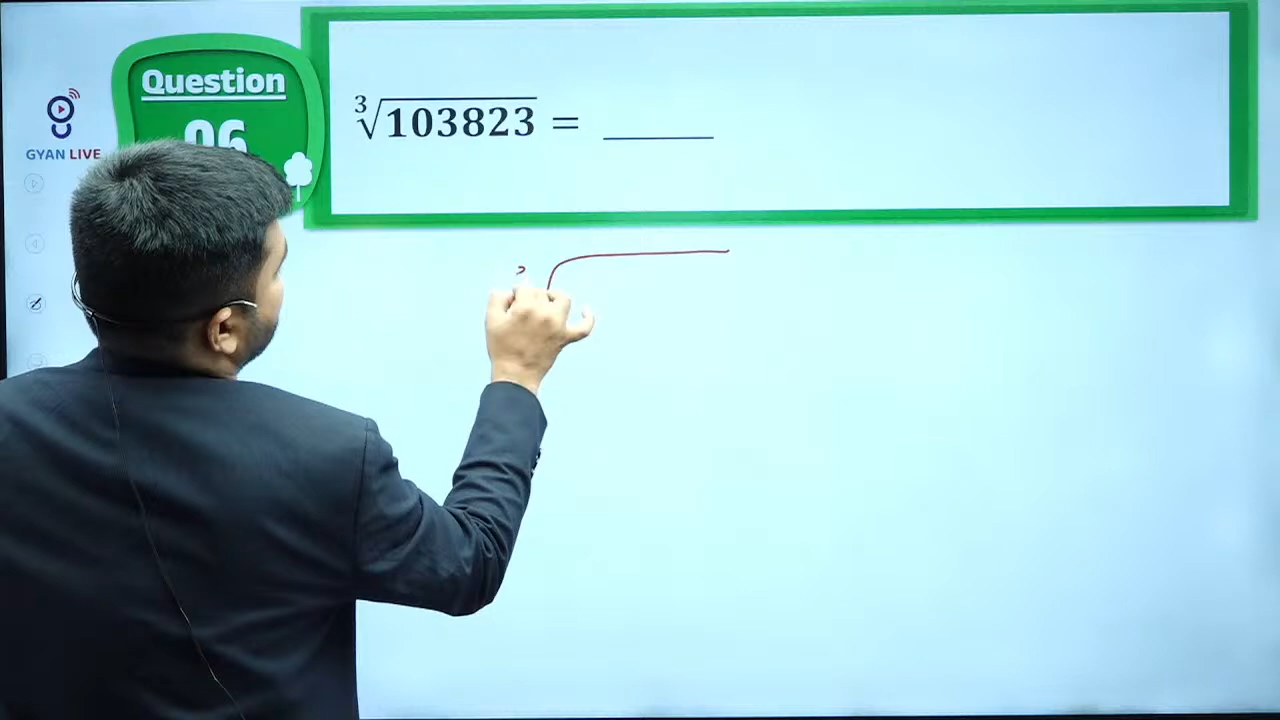 Question
06
GYAN LIVE
∛103823 = ______